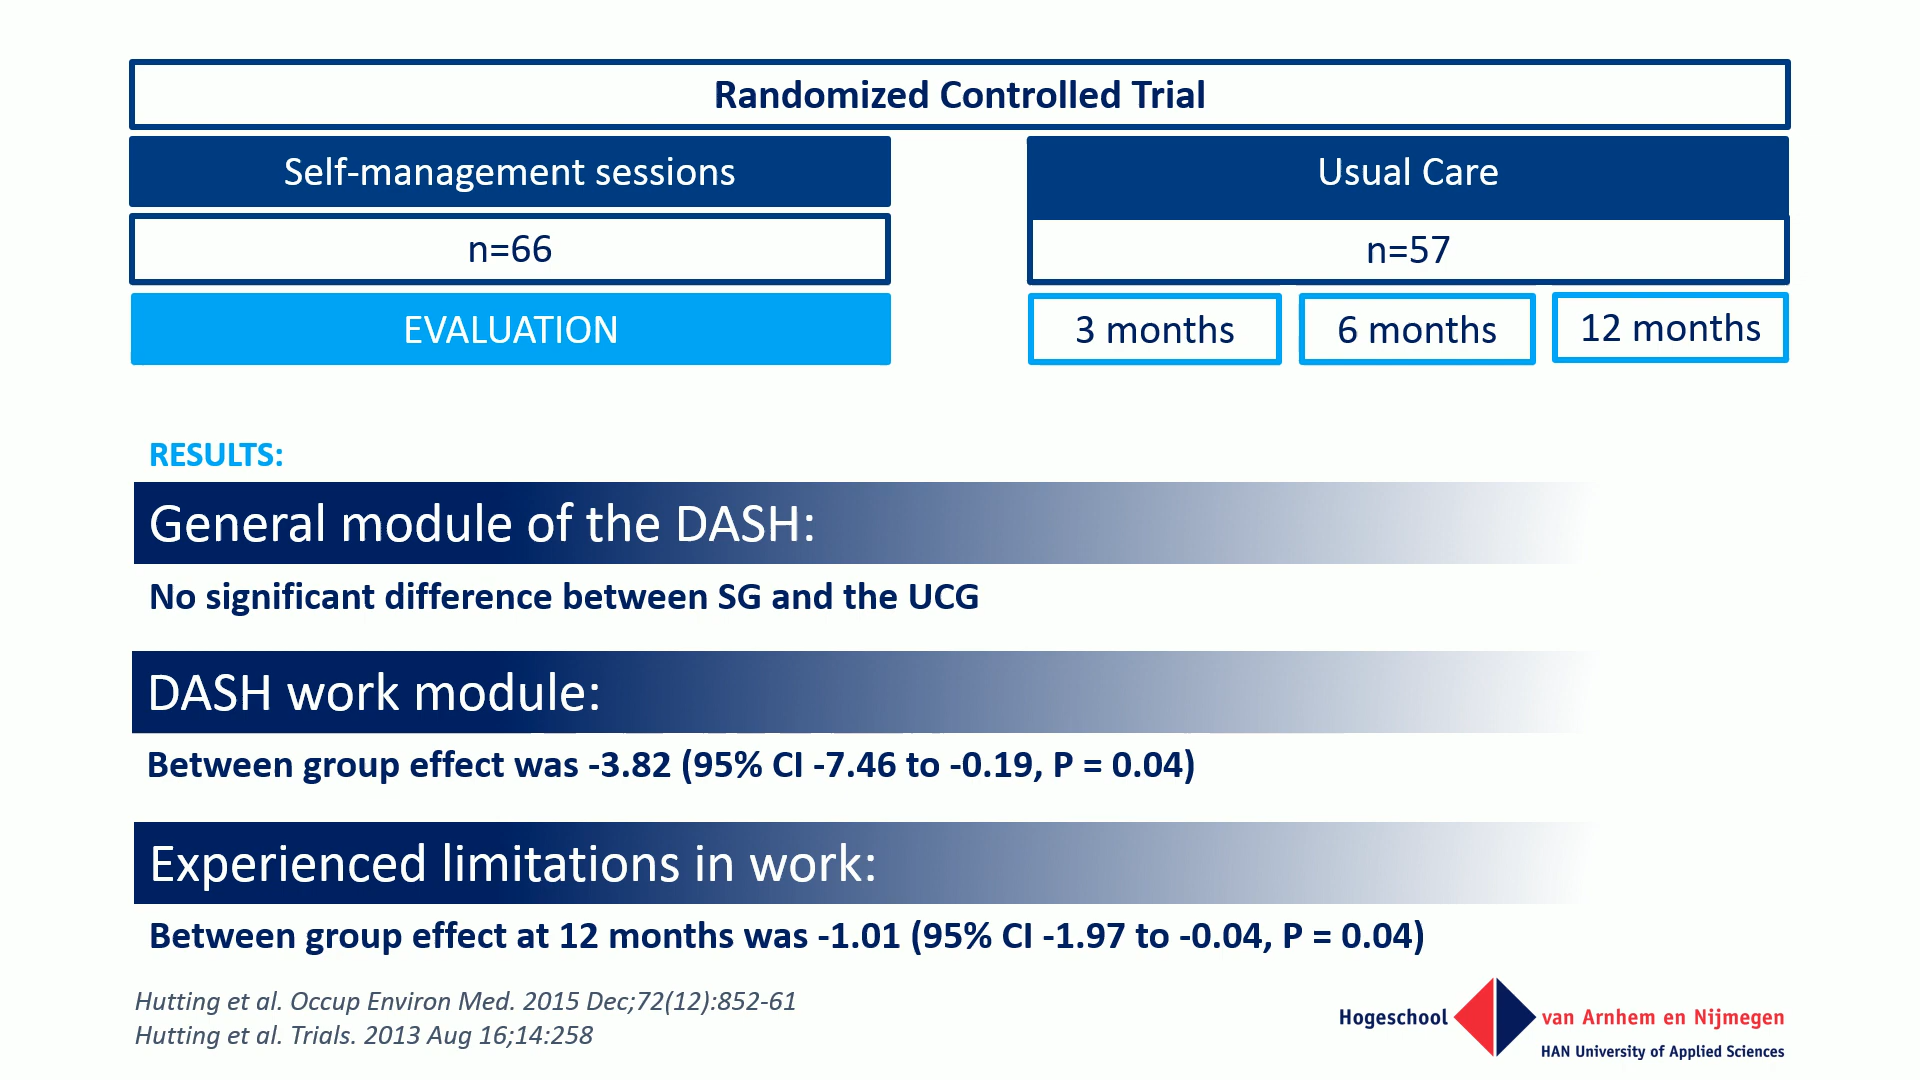 Randomized Controlled Trial
Self-management sessions
Usual Care
n=66
n=57
EVALUATION
3 months
6 months
12 months
RESULTS:
General module of the DASH:
No significant difference between SG and the UCG
DASH work module:
Between group effect was -3.82 (95% CI -7.46 to -0.19, P = 0.04)
Experienced limitations in work:
Between group effect at 12 months was -1.01 (95% CI -1.97 to -0.04, P = 0.04)
Hutting et al. Occup Environ Med. 2015 Dec;72(12):852-61
Hutting et al. Trials. 2013 Aug 16;14:258
Hogeschool van Arnhem en Nijmegen
HAN University of Applied Sciences